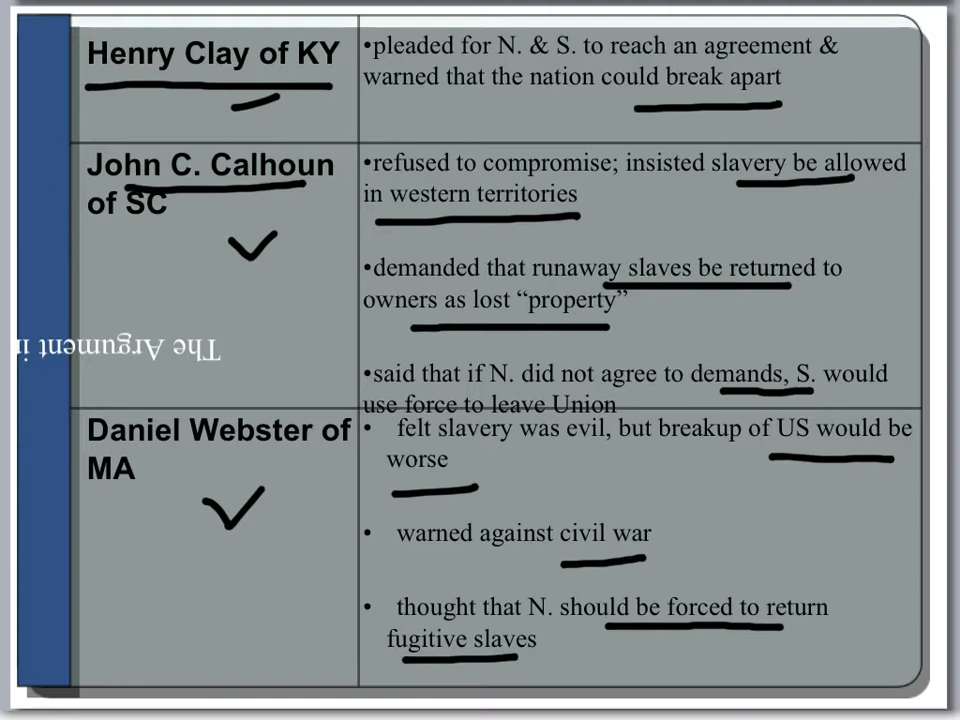 Henry Clay of KY
•pleaded for N. & S. to reach an agreement &
warned that the nation could break apart
John C. Calhoun
of SC
•refused to compromise; insisted slavery be allowed
in western territories
•demanded that runaway slaves be returned to
owners as lost “property”
•said that if N. did not agree to demands, S. would
use force to leave Union
The Argument i
Daniel Webster of
MA
• felt slavery was evil, but breakup of US would be
worse
• warned against civil war
• thought that N. should be forced to return
fugitive slaves